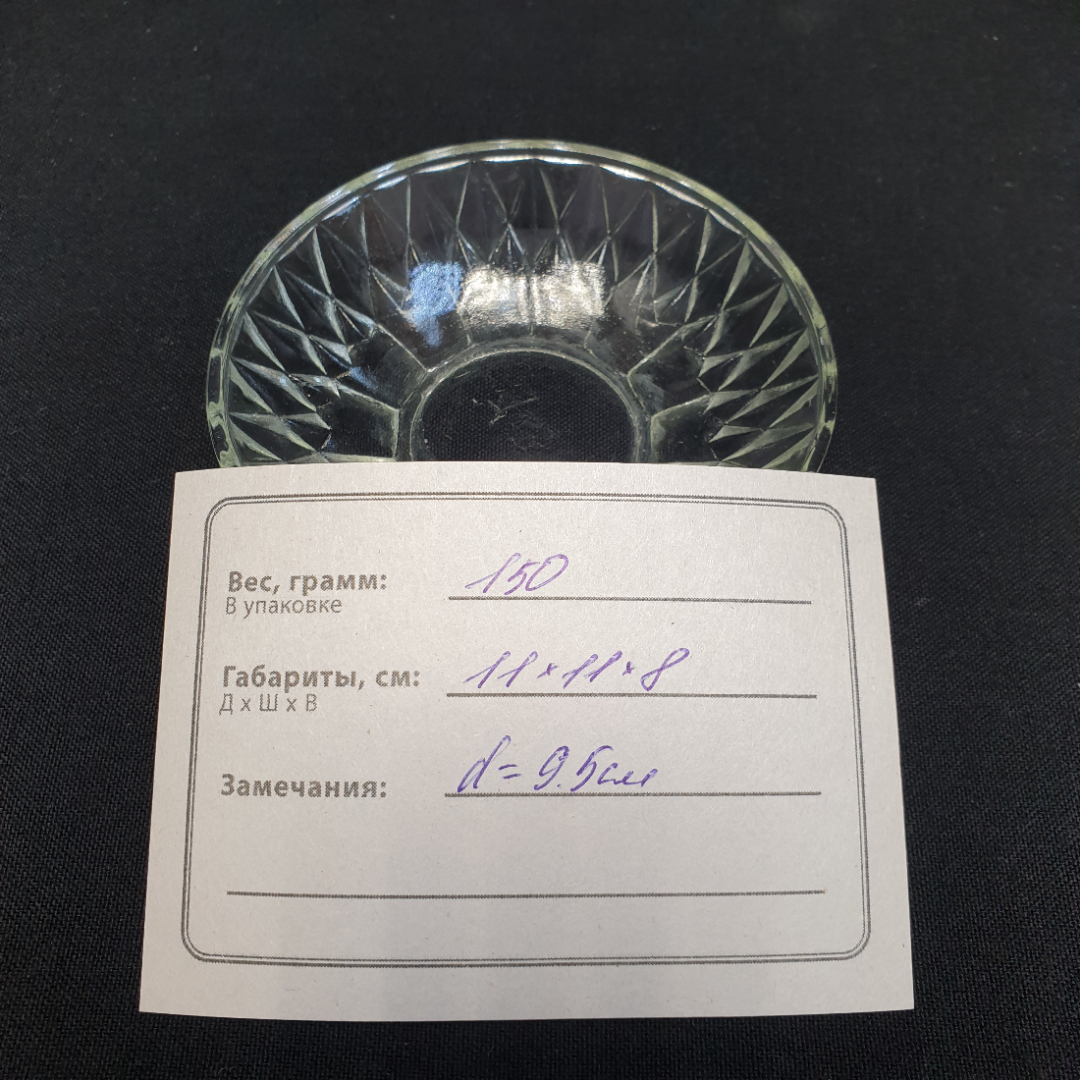 Вес, грамм: 150
В упаковке
Габариты, см: 11×11×8
Д х Ш х В
Замечания: d=9.5см